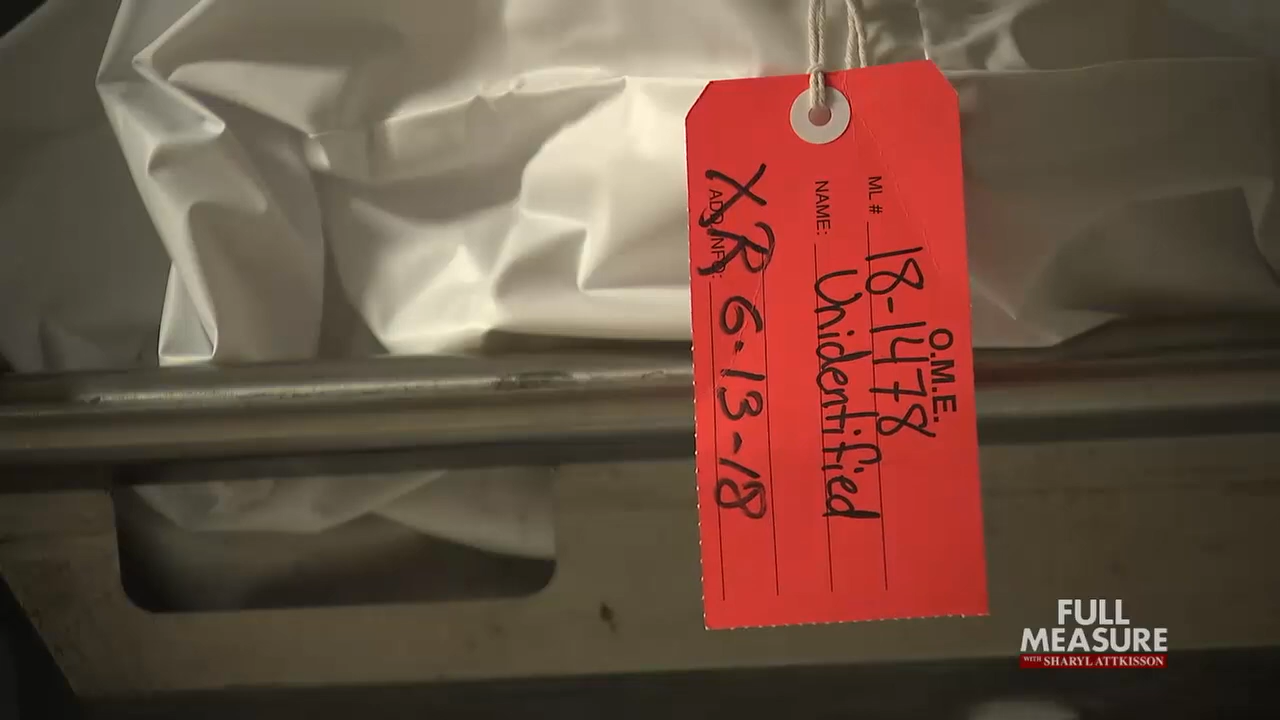 O.M.E.
ML # 18-1478
NAME: Unidentified
ADD. INFO: XR 6-13-18
FULL
MEASURE
WITH SHARYL ATTKISSON